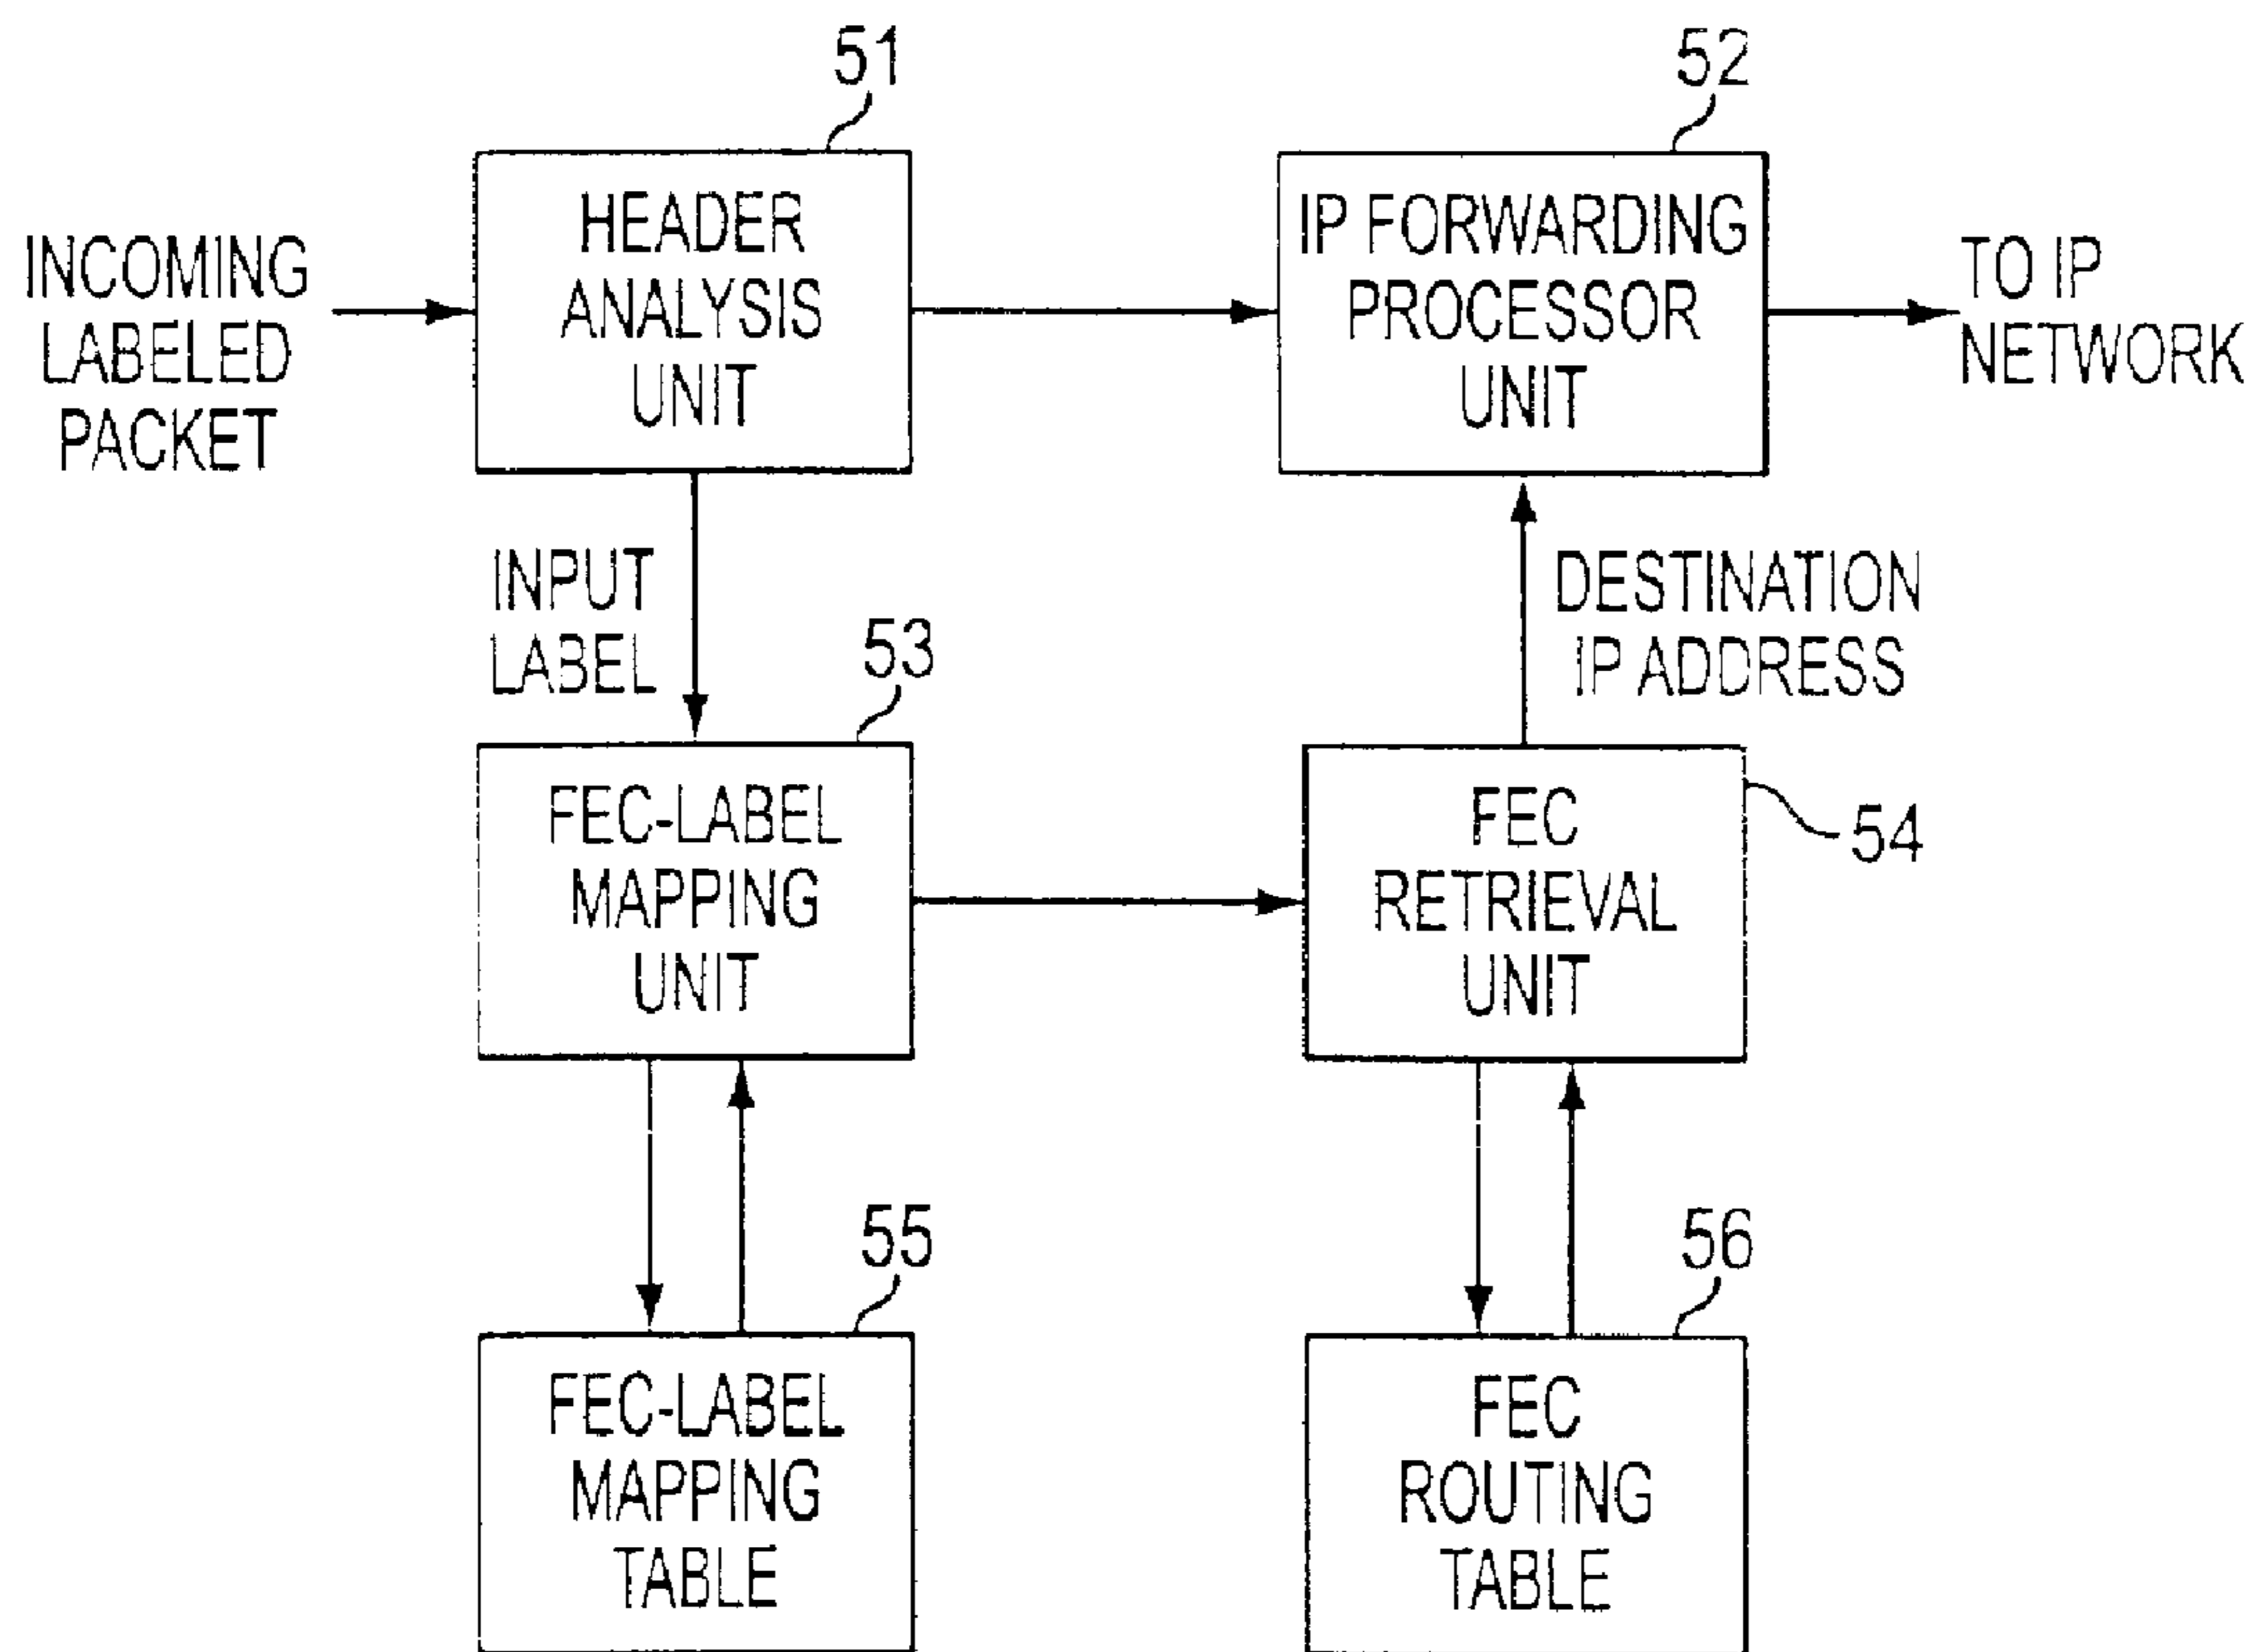 51
52
INCOMING
LABELED
PACKET
HEADER
ANALYSIS
UNIT
IP FORWARDING
PROCESSOR
UNIT
TO IP
NETWORK
INPUT
LABEL
DESTINATION
IP ADDRESS
53
FEC-LABEL
MAPPING
UNIT
FEC
RETRIEVAL
UNIT
54
55
56
FEC-LABEL
MAPPING
TABLE
FEC
ROUTING
TABLE